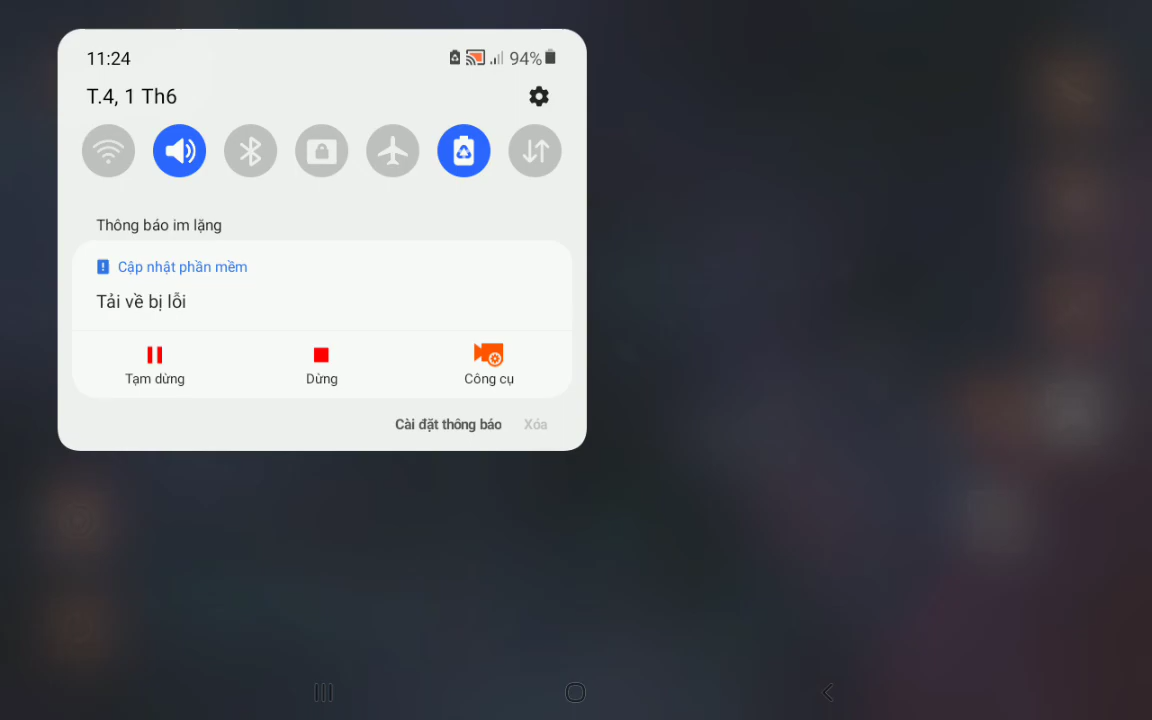 11:24
94%
T.4, 1 Th6
Thông báo im lặng
Cập nhật phần mềm
Tải về bị lỗi
Tạm dừng
Dừng
Công cụ
Cài đặt thông báo
Xóa